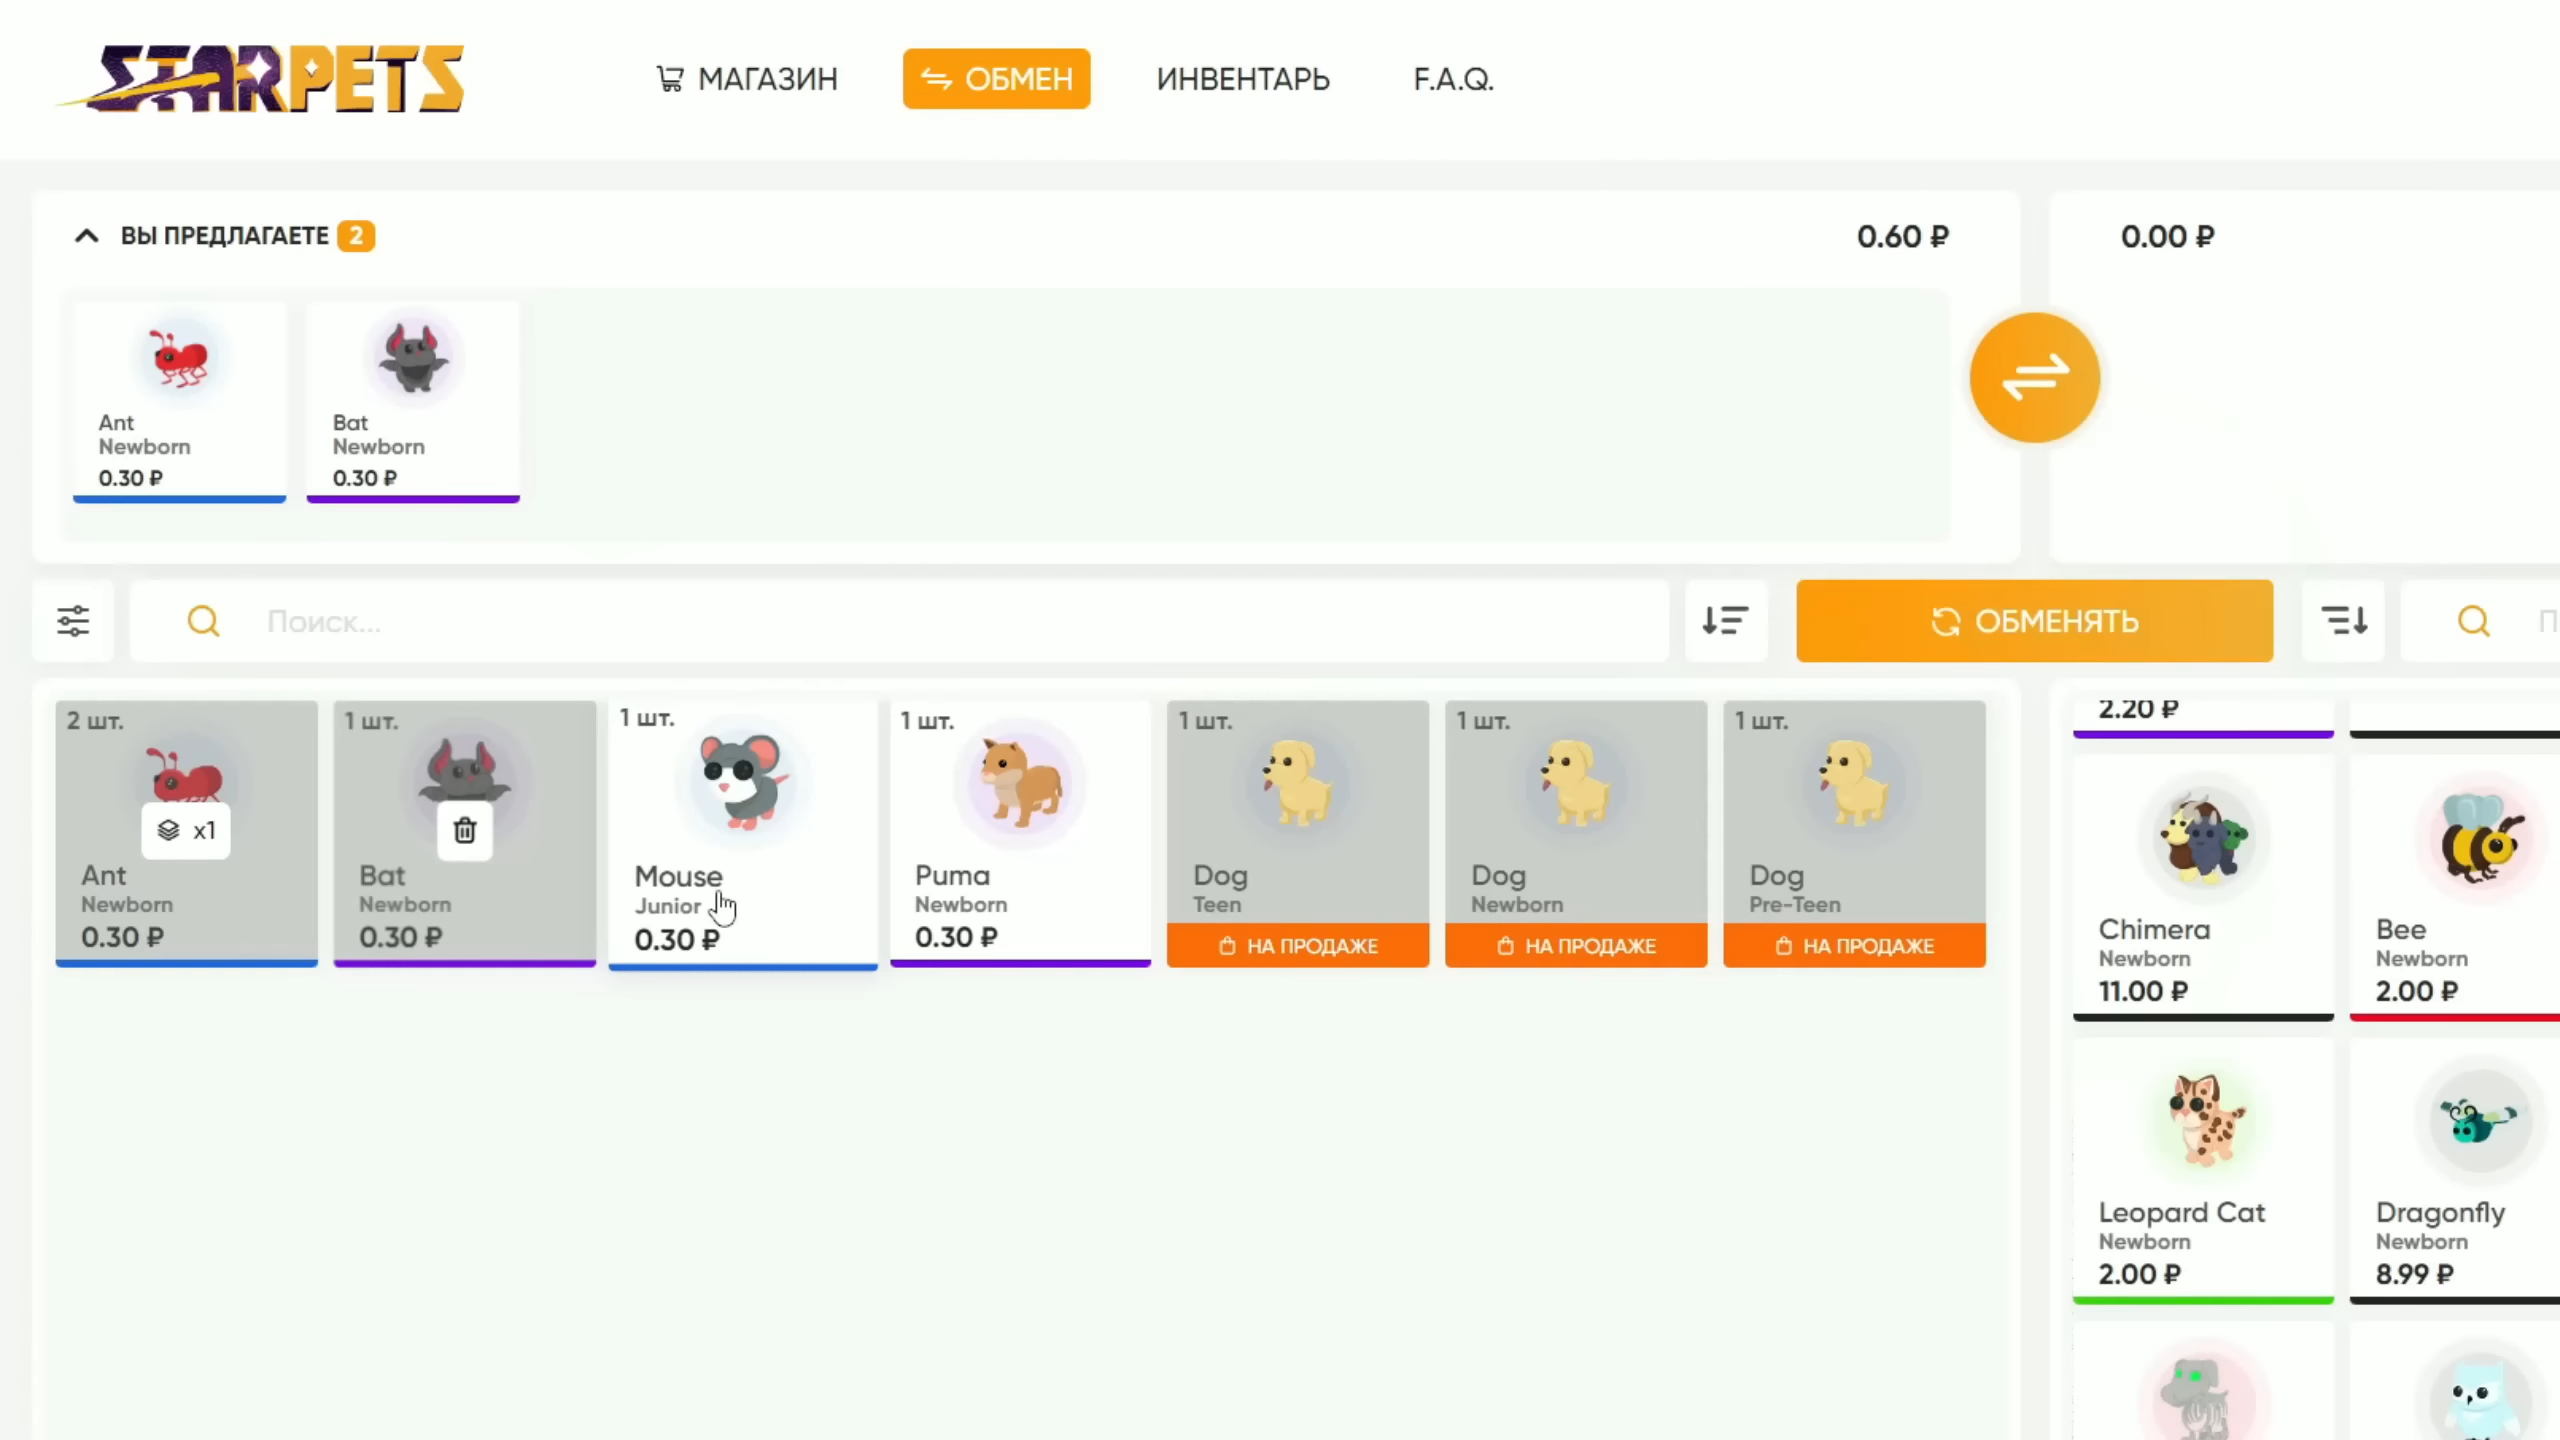 STARPETS
МАГАЗИН
ОБМЕН
ИНВЕНТАРЬ
F.A.Q.
ВЫ ПРЕДЛАГАЕТЕ 2
0.60 ₽
0.00 ₽
Ant
Newborn
0.30 ₽
Bat
Newborn
0.30 ₽
Поиск...
ОБМЕНЯТЬ
П
2 шт.
x1
Ant
Newborn
0.30 ₽
1 шт.
Bat
Newborn
0.30 ₽
1 шт.
Mouse
Junior
0.30 ₽
1 шт.
Puma
Newborn
0.30 ₽
1 шт.
Dog
Teen
НА ПРОДАЖЕ
1 шт.
Dog
Newborn
НА ПРОДАЖЕ
1 шт.
Dog
Pre-Teen
НА ПРОДАЖЕ
2.20 ₽
Chimera
Newborn
11.00 ₽
Bee
Newborn
2.00 ₽
Leopard Cat
Newborn
2.00 ₽
Dragonfly
Newborn
8.99 ₽